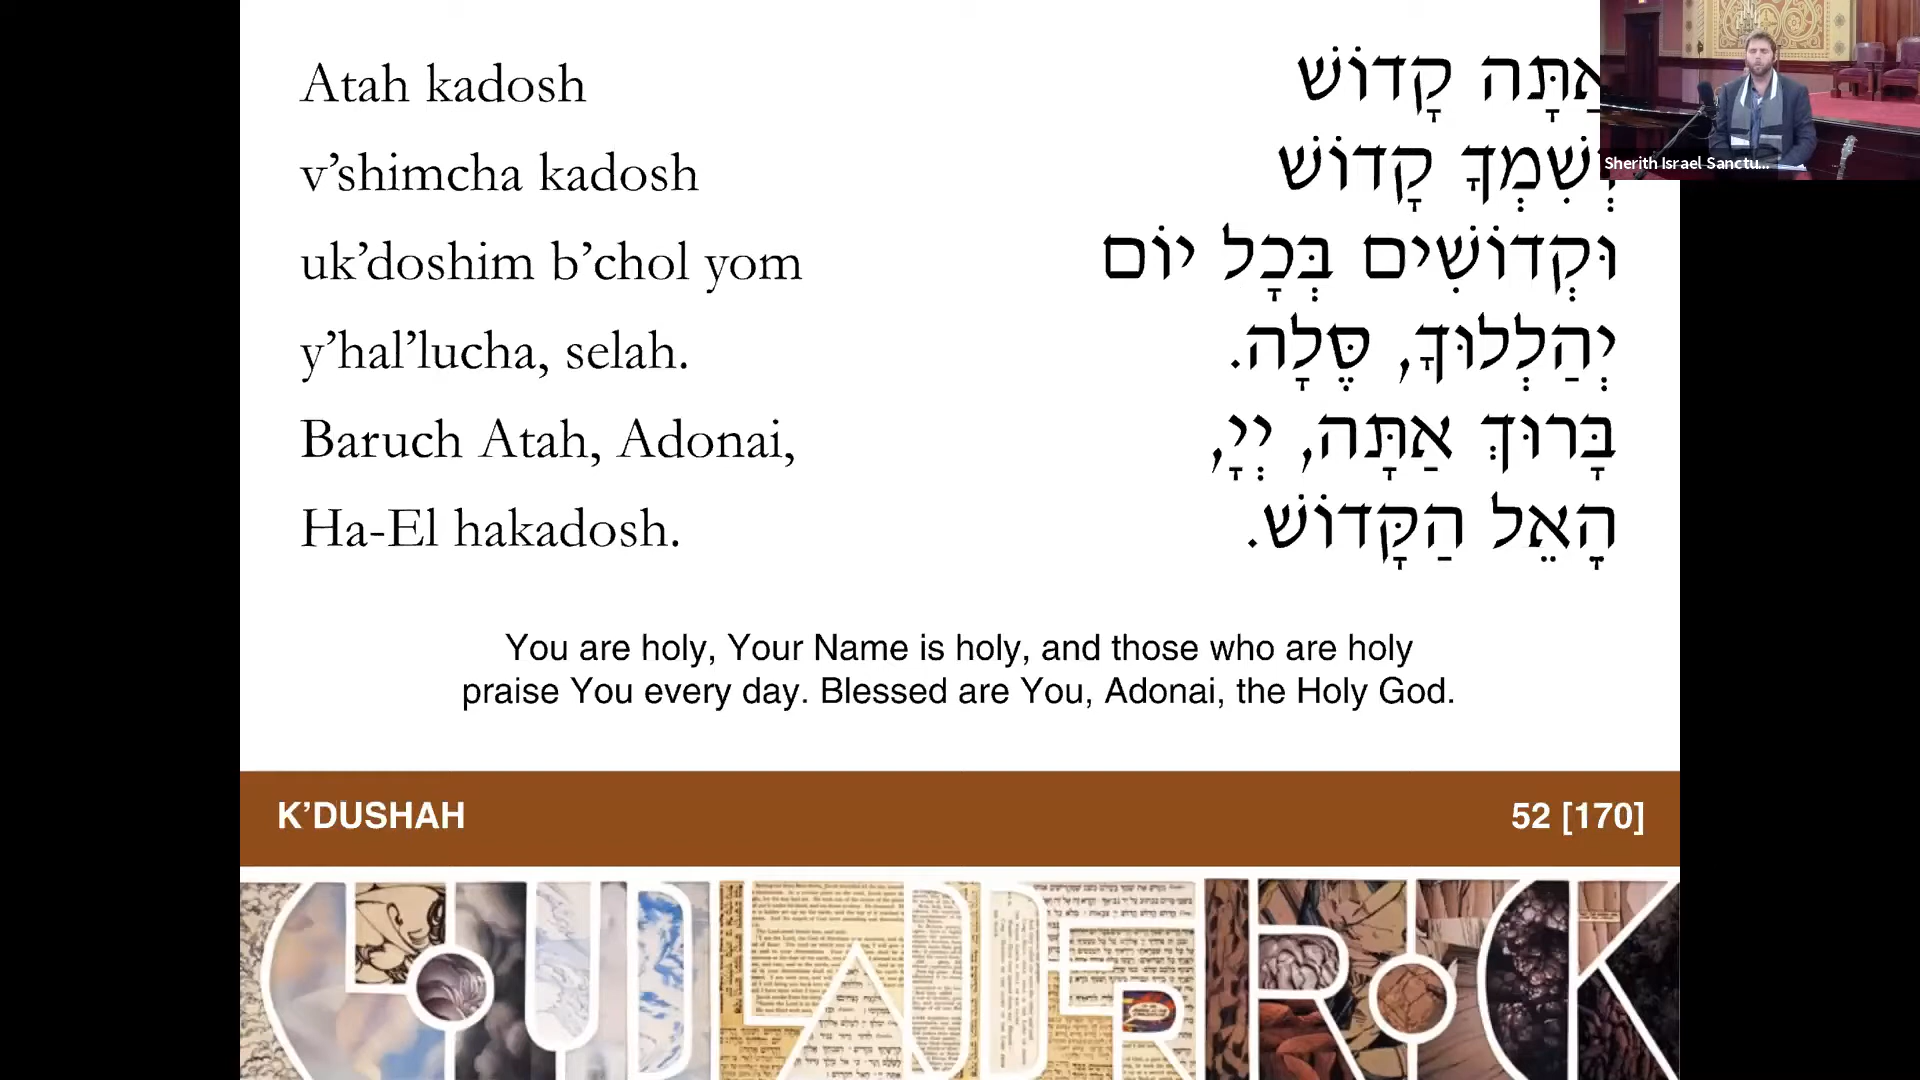 Atah kadosh
v’shimcha kadosh
uk’doshim b’chol yom
y’hal’lucha, selah.
Baruch Atah, Adonai,
Ha-El hakadosh.
אַתָּה קָדוֹשׁ
וְשִׁמְךָ קָדוֹשׁ
וּקְדוֹשִׁים בְּכָל יוֹם
יְהַלְלוּךָ, סֶּלָה.
בָּרוּךְ אַתָּה, יְיָ,
הָאֵל הַקָּדוֹשׁ.
Sherith Israel Sanctu...
You are holy, Your Name is holy, and those who are holy
praise You every day. Blessed are You, Adonai, the Holy God.
K’DUSHAH
52 [170]